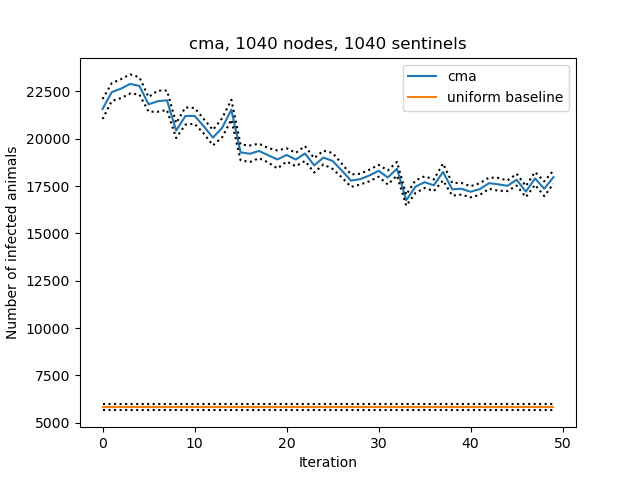 cma, 1040 nodes, 1040 sentinels
cma
uniform baseline
Number of infected animals
22500
20000
17500
15000
12500
10000
7500
5000
0 10 20 30 40 50
Iteration